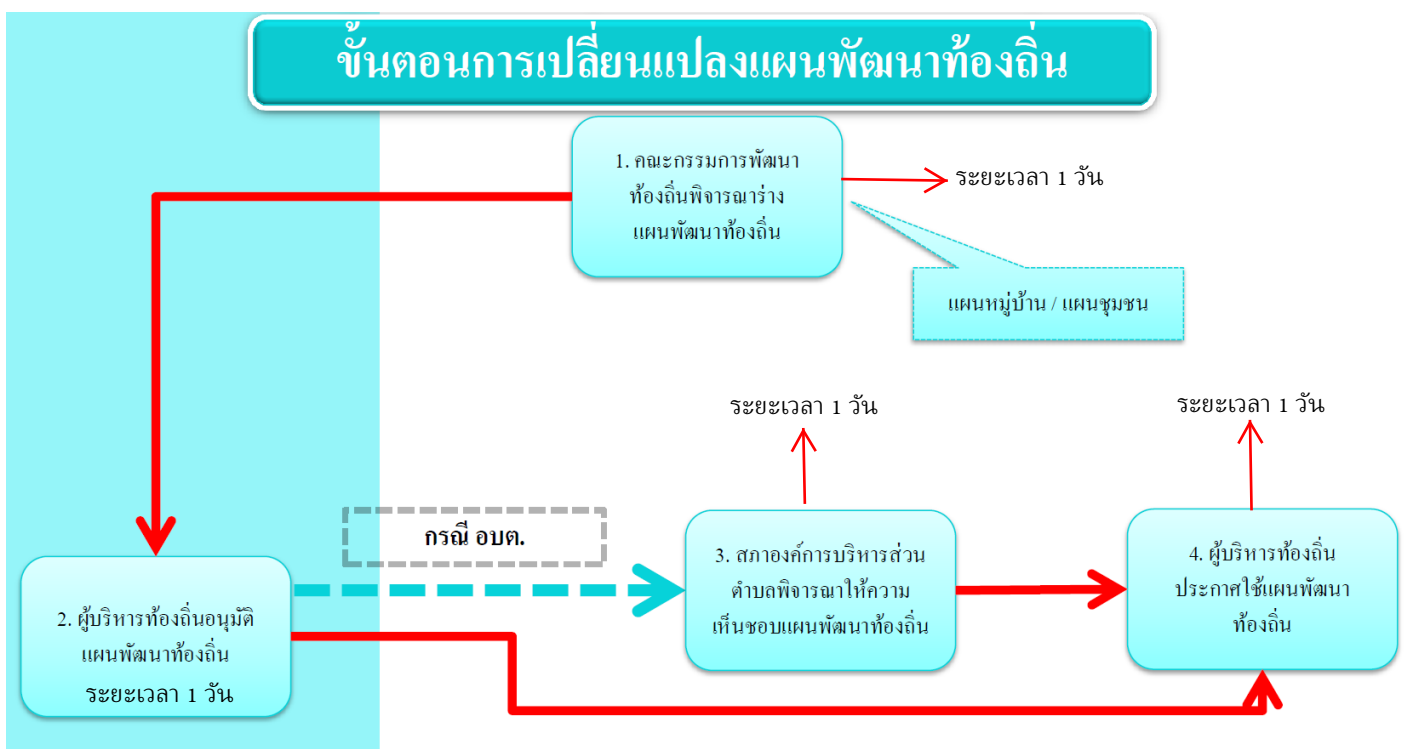 ขั้นตอนการเปลี่ยนแปลงแผนพัฒนาท้องถิ่น
1. คณะกรรมการพัฒนา
ท้องถิ่นพิจารณาร่าง
แผนพัฒนาท้องถิ่น
ระยะเวลา 1 วัน
แผนหมู่บ้าน / แผนชุมชน
ระยะเวลา 1 วัน
ระยะเวลา 1 วัน
กรณี อบต.
2. ผู้บริหารท้องถิ่นอนุมัติ
แผนพัฒนาท้องถิ่น
ระยะเวลา 1 วัน
3. สภาองค์การบริหารส่วน
ตำบลพิจารณาให้ความ
เห็นชอบแผนพัฒนาท้องถิ่น
4. ผู้บริหารท้องถิ่น
ประกาศใช้แผนพัฒนา
ท้องถิ่น